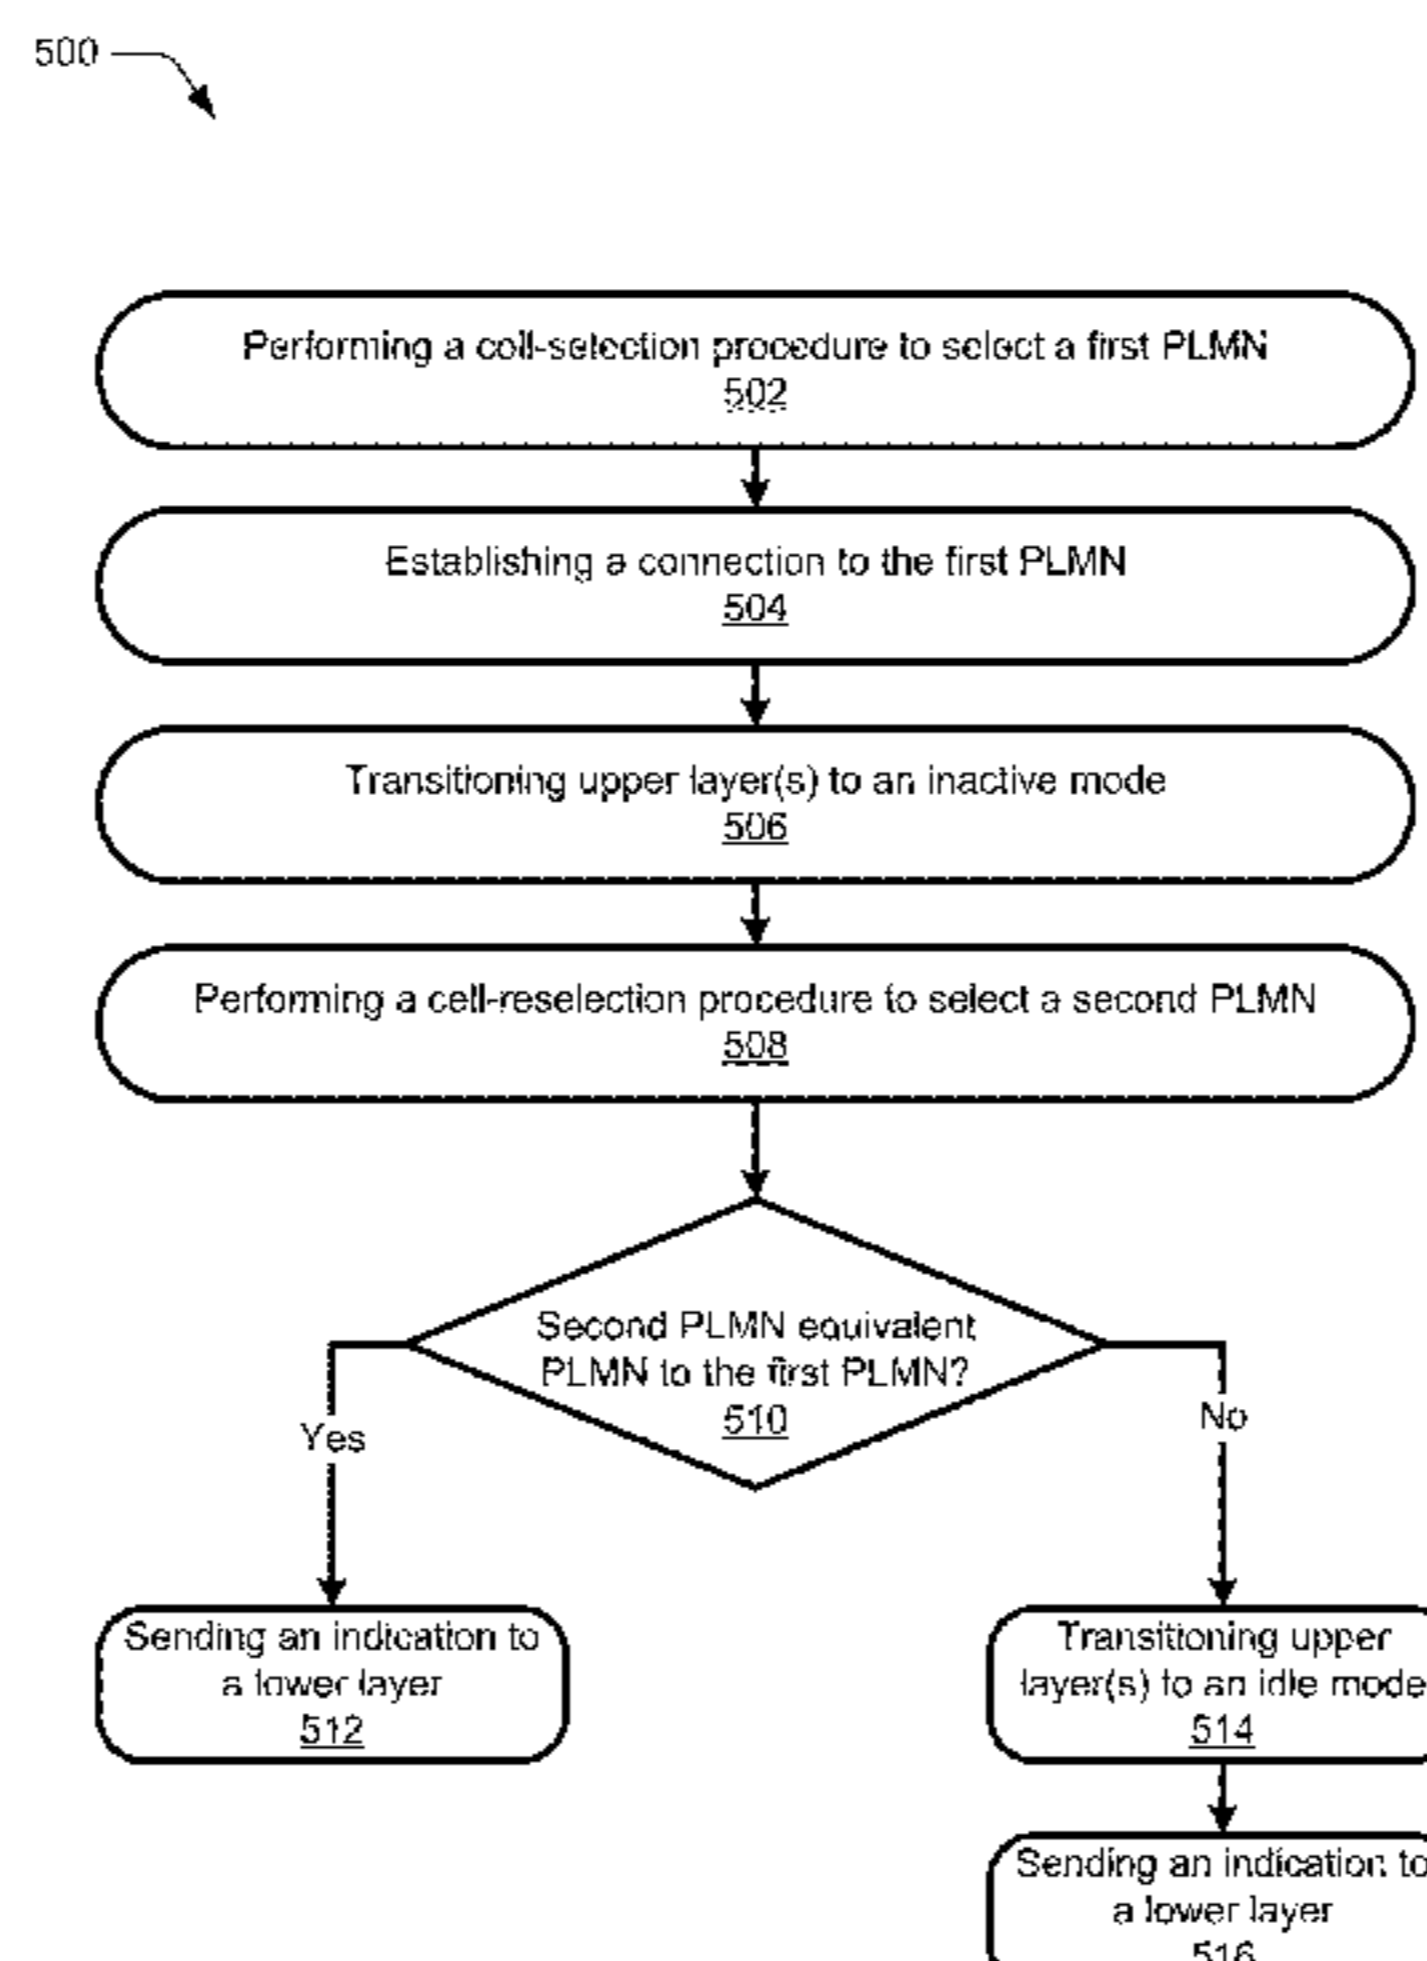 500
Performing a cell-selection procedure to select a first PLMN
502
Establishing a connection to the first PLMN
504
Transitioning upper layer(s) to an inactive mode
506
Performing a cell-reselection procedure to select a second PLMN
508
Second PLMN equivalent
PLMN to the first PLMN?
510
Yes
No
Sending an indication to
a lower layer
512
Transitioning upper
layer(s) to an idle mode
514
Sending an indication to
a lower layer
516